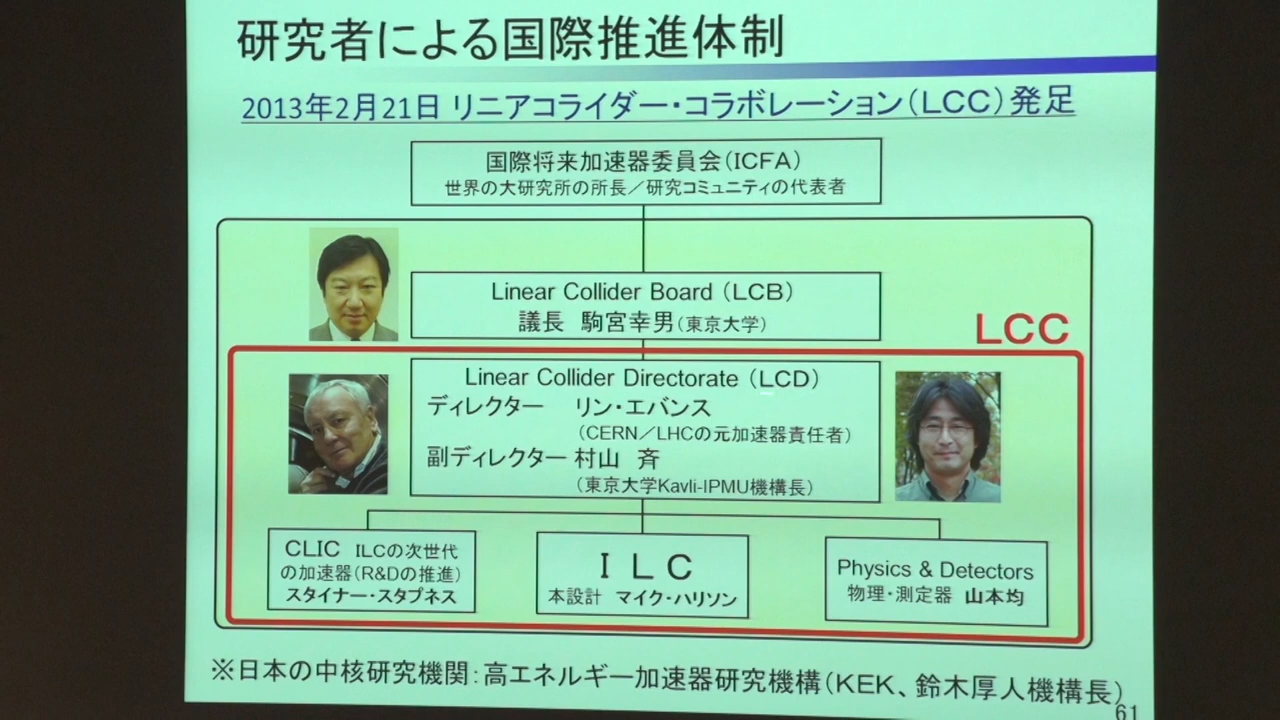 研究者による国際推進体制
2013年2月21日 リニアコライダー・コラボレーション(LCC)発足
国際将来加速器委員会(ICFA)
世界の大研究所の所長/研究コミュニティの代表者
Linear Collider Board (LCB)
議長 駒宮幸男(東京大学)
LCC
Linear Collider Directorate (LCD)
ディレクター リン・エバンス
(CERN/LHCの元加速器責任者)
副ディレクター 村山 斉
(東京大学Kavli-IPMU機構長)
CLIC ILCの次世代
の加速器(R&Dの推進)
スタイナー・スタプネス
ILC
本設計 マイク・ハリソン
Physics & Detectors
物理・測定器 山本均
※日本の中核研究機関:高エネルギー加速器研究機構(KEK、鈴木厚人機構長)
61